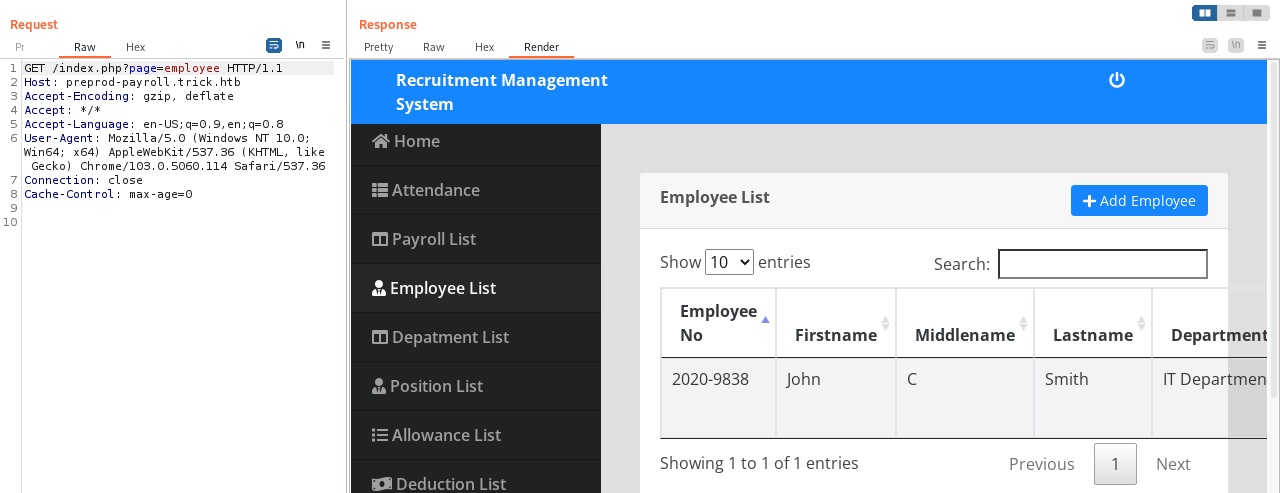 Request
Response
Pr Raw Hex \n
Pretty Raw Hex Render \n
1 GET /index.php?page=employee HTTP/1.1
2 Host: preprod-payroll.trick.htb
3 Accept-Encoding: gzip, deflate
4 Accept: */*
5 Accept-Language: en-US;q=0.9,en;q=0.8
6 User-Agent: Mozilla/5.0 (Windows NT 10.0;
Win64; x64) AppleWebKit/537.36 (KHTML, like
Gecko) Chrome/103.0.5060.114 Safari/537.36
7 Connection: close
8 Cache-Control: max-age=0
9
10
Recruitment Management
System
Home
Attendance
Payroll List
Employee List
Depatment List
Position List
Allowance List
Deduction List
Employee List
Add Employee
Show 10 entries
Search:
Employee
No Firstname Middlename Lastname Department
2020-9838 John C Smith IT Departmen
Showing 1 to 1 of 1 entries
Previous 1 Next